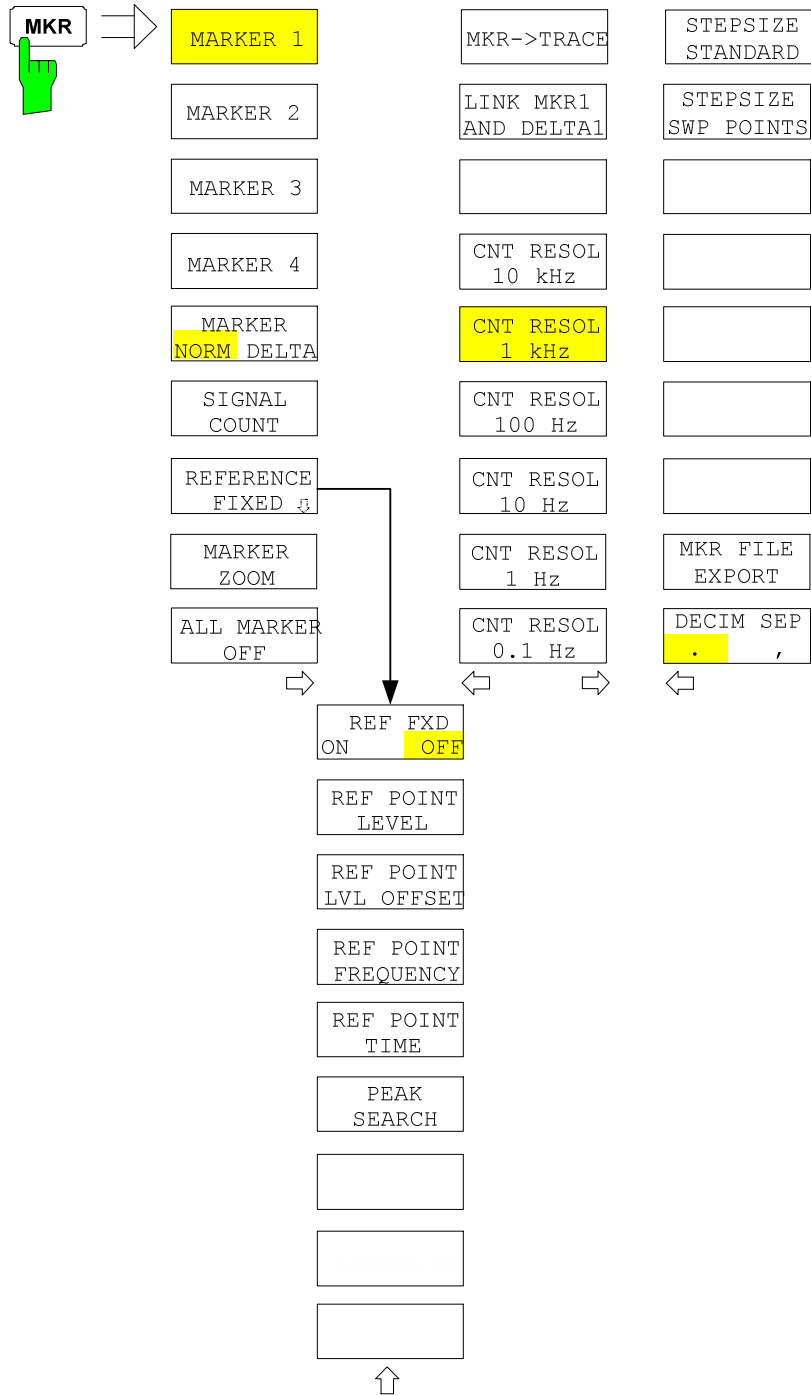 MKR
MARKER 1
MARKER 2
MARKER 3
MARKER 4
MARKER
NORM DELTA
SIGNAL
COUNT
REFERENCE
FIXED
MARKER
ZOOM
ALL MARKER
OFF
REF FXD
ON OFF
REF POINT
LEVEL
REF POINT
LVL OFFSET
REF POINT
FREQUENCY
REF POINT
TIME
PEAK
SEARCH
MKR->TRACE
LINK MKR1
AND DELTA1
CNT RESOL
10 kHz
CNT RESOL
1 kHz
CNT RESOL
100 Hz
CNT RESOL
10 Hz
CNT RESOL
1 Hz
CNT RESOL
0.1 Hz
STEPSIZE
STANDARD
STEPSIZE
SWP POINTS
MKR FILE
EXPORT
DECIM SEP
. ,